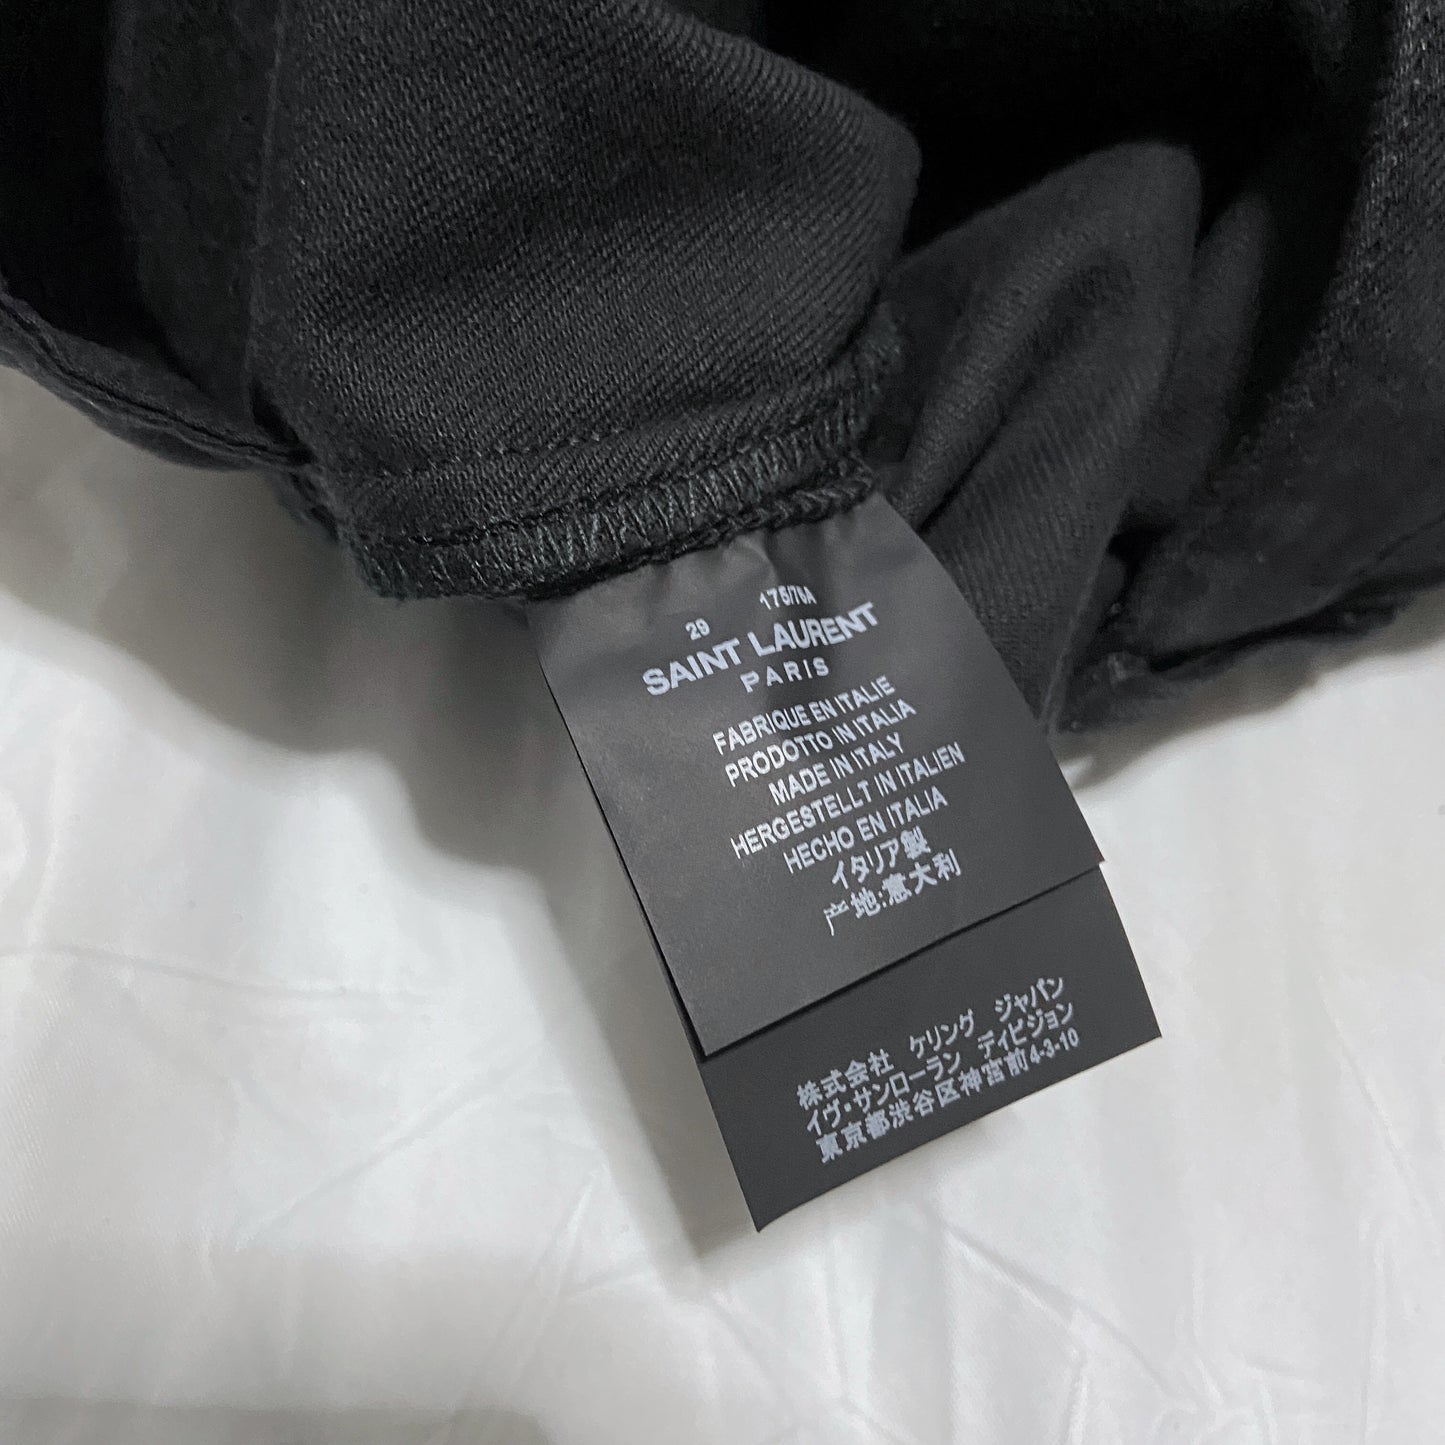 29 175/76A
SAINT LAURENT
PARIS
FABRIQUE EN ITALIE
PRODOTTO IN ITALIA
MADE IN ITALY
HERGESTELLT IN ITALIEN
HECHO EN ITALIA
イタリア製
产地:意大利
株式会社 ケリング ジャパン
イヴ・サンローラン ディビジョン
東京都渋谷区神宮前4-3-10